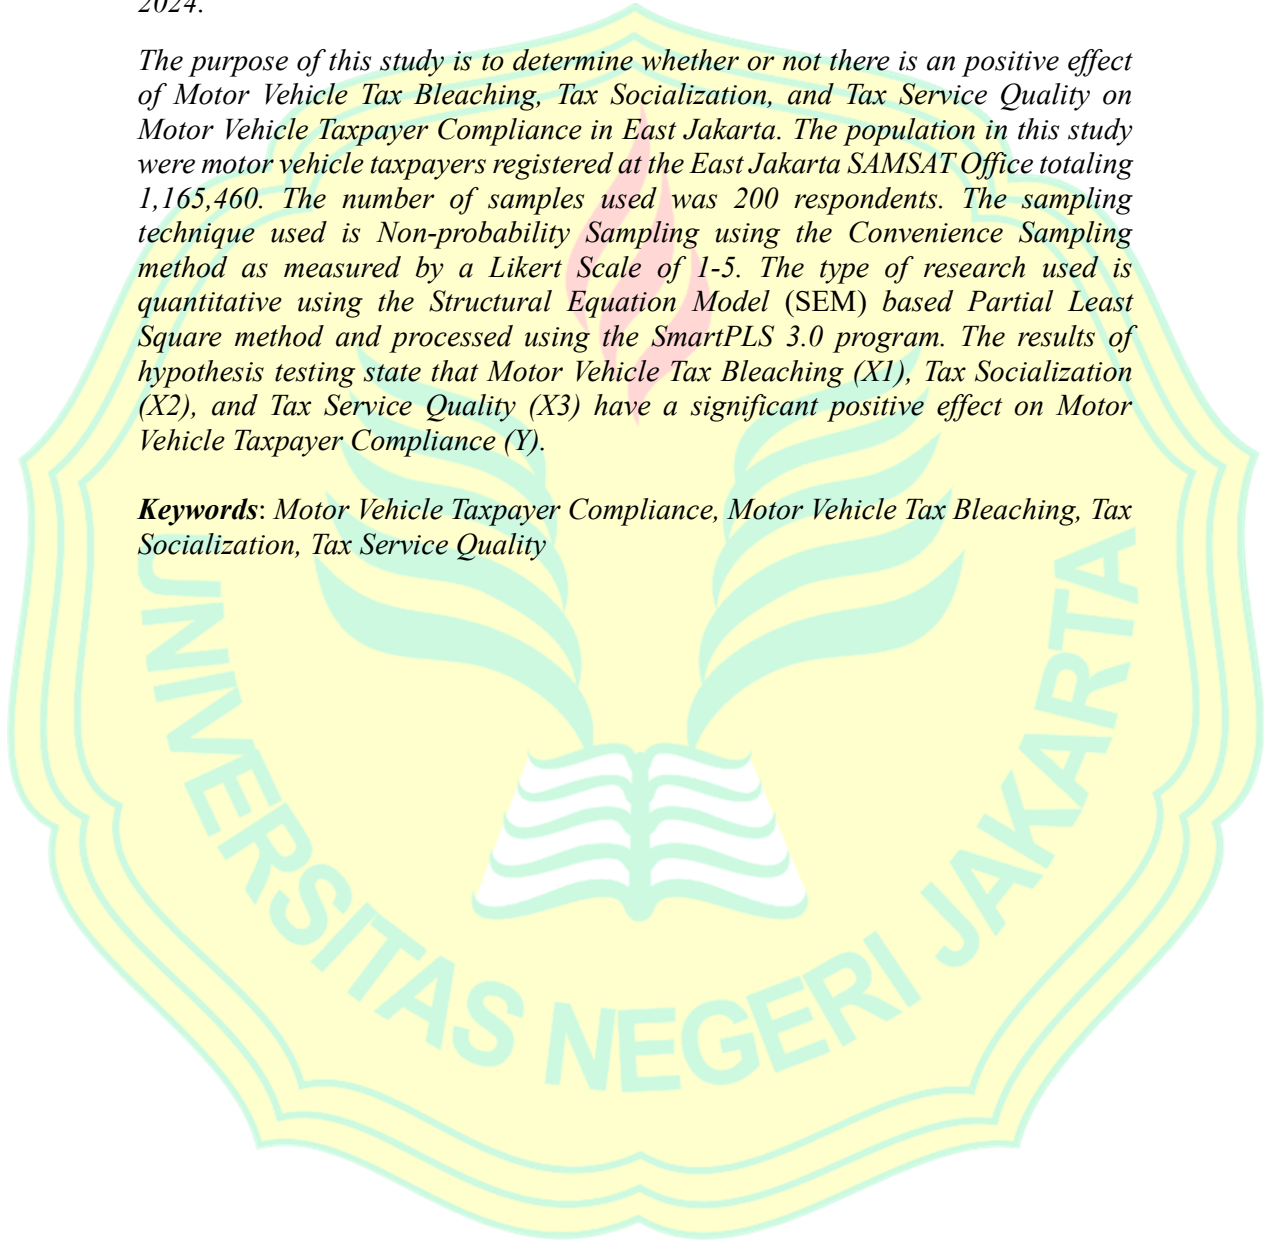 2024.
The purpose of this study is to determine whether or not there is an positive effect
of Motor Vehicle Tax Bleaching, Tax Socialization, and Tax Service Quality on
Motor Vehicle Taxpayer Compliance in East Jakarta. The population in this study
were motor vehicle taxpayers registered at the East Jakarta SAMSAT Office totaling
1,165,460. The number of samples used was 200 respondents. The sampling
technique used is Non-probability Sampling using the Convenience Sampling
method as measured by a Likert Scale of 1-5. The type of research used is
quantitative using the Structural Equation Model (SEM) based Partial Least
Square method and processed using the SmartPLS 3.0 program. The results of
hypothesis testing state that Motor Vehicle Tax Bleaching (X1), Tax Socialization
(X2), and Tax Service Quality (X3) have a significant positive effect on Motor
Vehicle Taxpayer Compliance (Y).
Keywords: Motor Vehicle Taxpayer Compliance, Motor Vehicle Tax Bleaching, Tax
Socialization, Tax Service Quality
UNIVERSITAS NEGERI JAKARTA